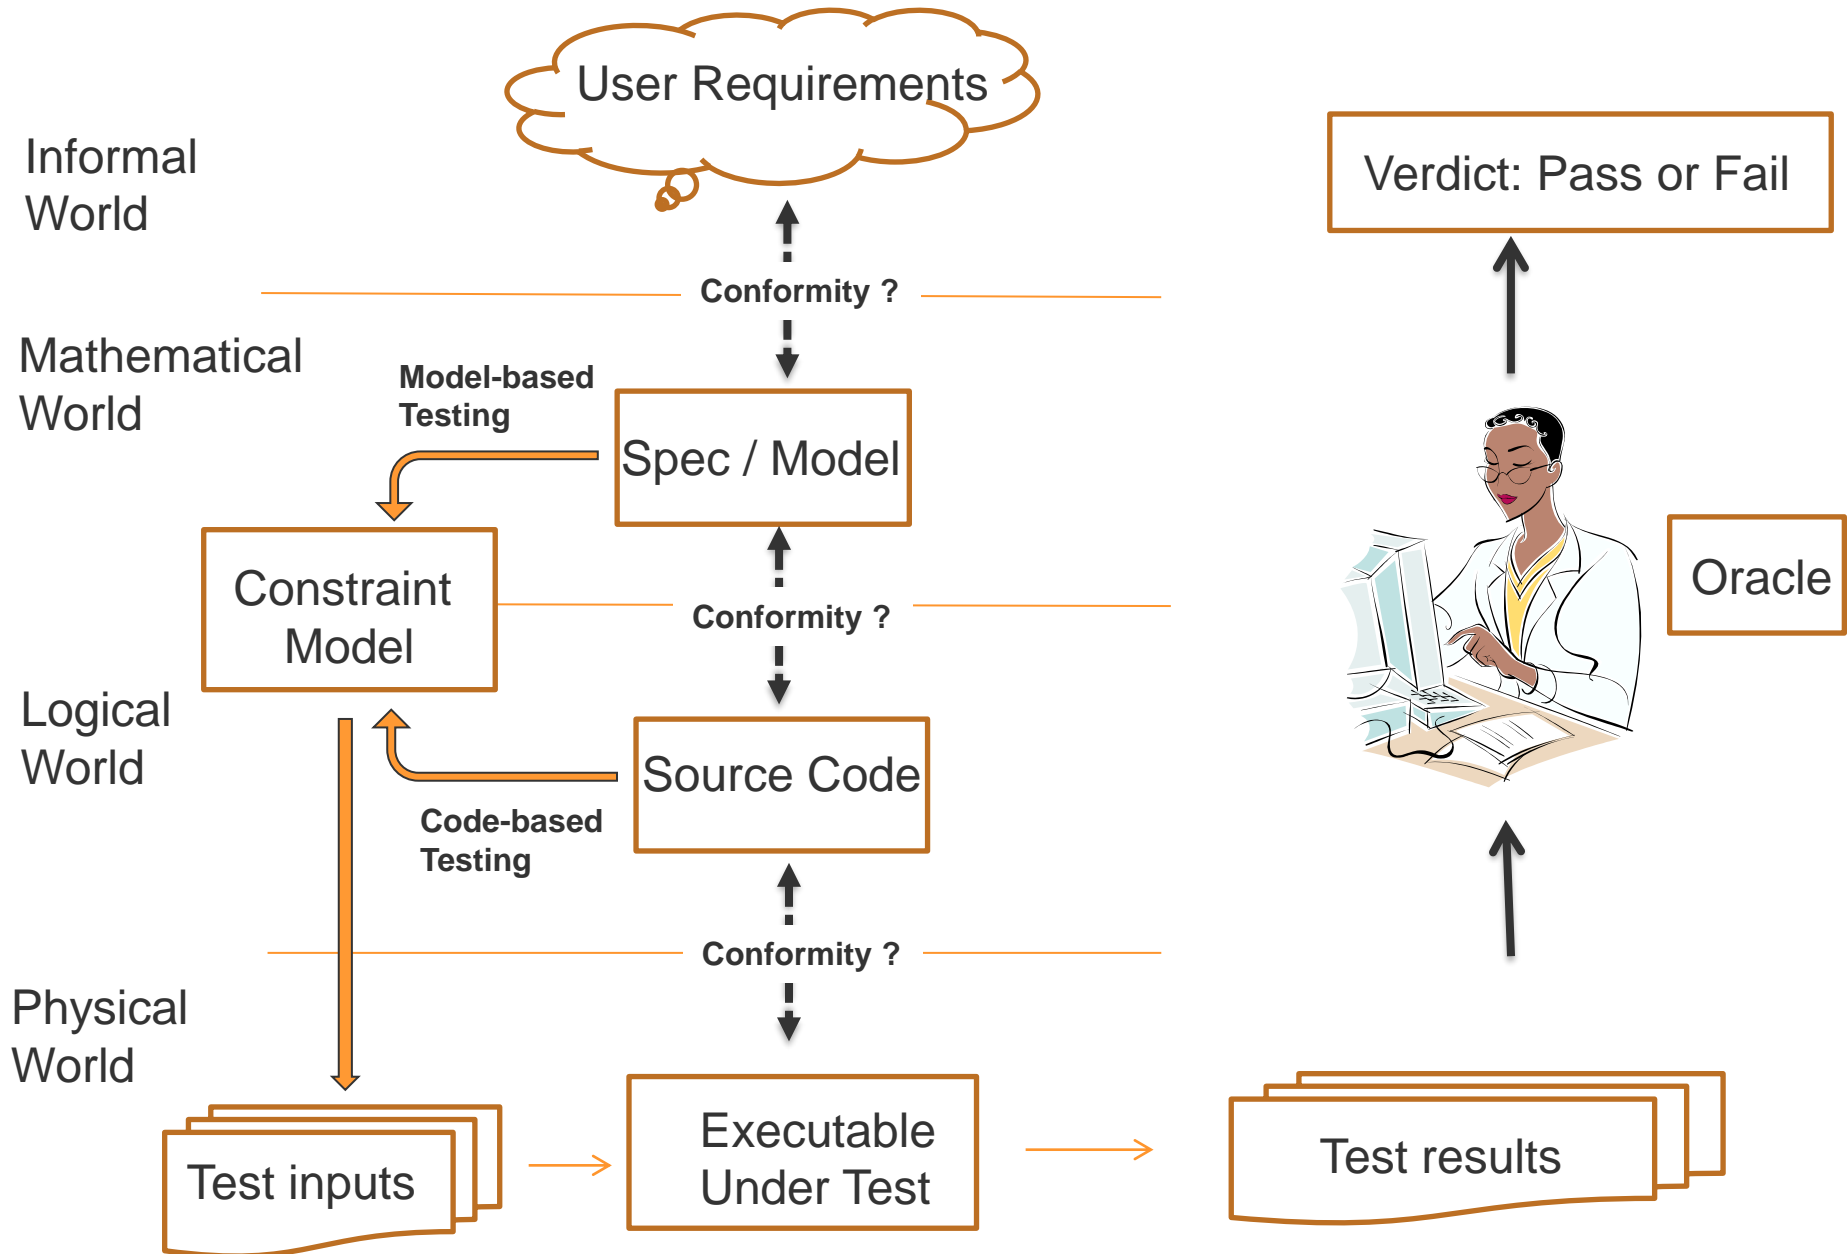 User Requirements
Informal
World
Verdict: Pass or Fail
Conformity ?
Mathematical
World
Model-based
Testing
Spec / Model
Constraint
Model
Conformity ?
Oracle
Logical
World
Source Code
Code-based
Testing
Conformity ?
Physical
World
Test inputs
Executable
Under Test
Test results